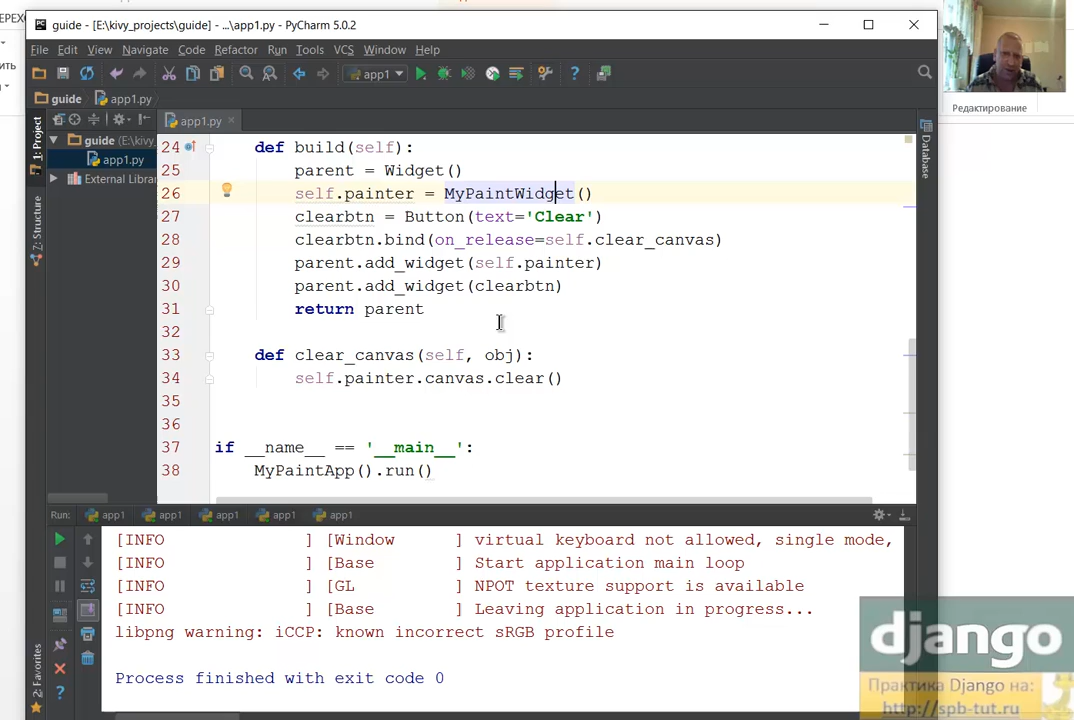 ЕРЕХО
ить
guide - [E:\kivy_projects\guide] - ...\app1.py - PyCharm 5.0.2
File Edit View Navigate Code Refactor Run Tools VCS Window Help
app1
guide app1.py
app1.py
1: Project
guide (E:\kivy_
app1.py
External Libra
7: Structure
2: Favorites
Database
24 def build(self):
25 parent = Widget()
26 self.painter = MyPaintWidget()
27 clearbtn = Button(text='Clear')
28 clearbtn.bind(on_release=self.clear_canvas)
29 parent.add_widget(self.painter)
30 parent.add_widget(clearbtn)
31 return parent
32
33 def clear_canvas(self, obj):
34 self.painter.canvas.clear()
35
36
37 if __name__ == '__main__':
38 MyPaintApp().run()
Run: app1 app1 app1 app1 app1
[INFO ] [Window ] virtual keyboard not allowed, single mode,
[INFO ] [Base ] Start application main loop
[INFO ] [GL ] NPOT texture support is available
[INFO ] [Base ] Leaving application in progress...
libpng warning: iCCP: known incorrect sRGB profile
Process finished with exit code 0
Редактирование
django
Практика Django на:
http://spb-tut.ru